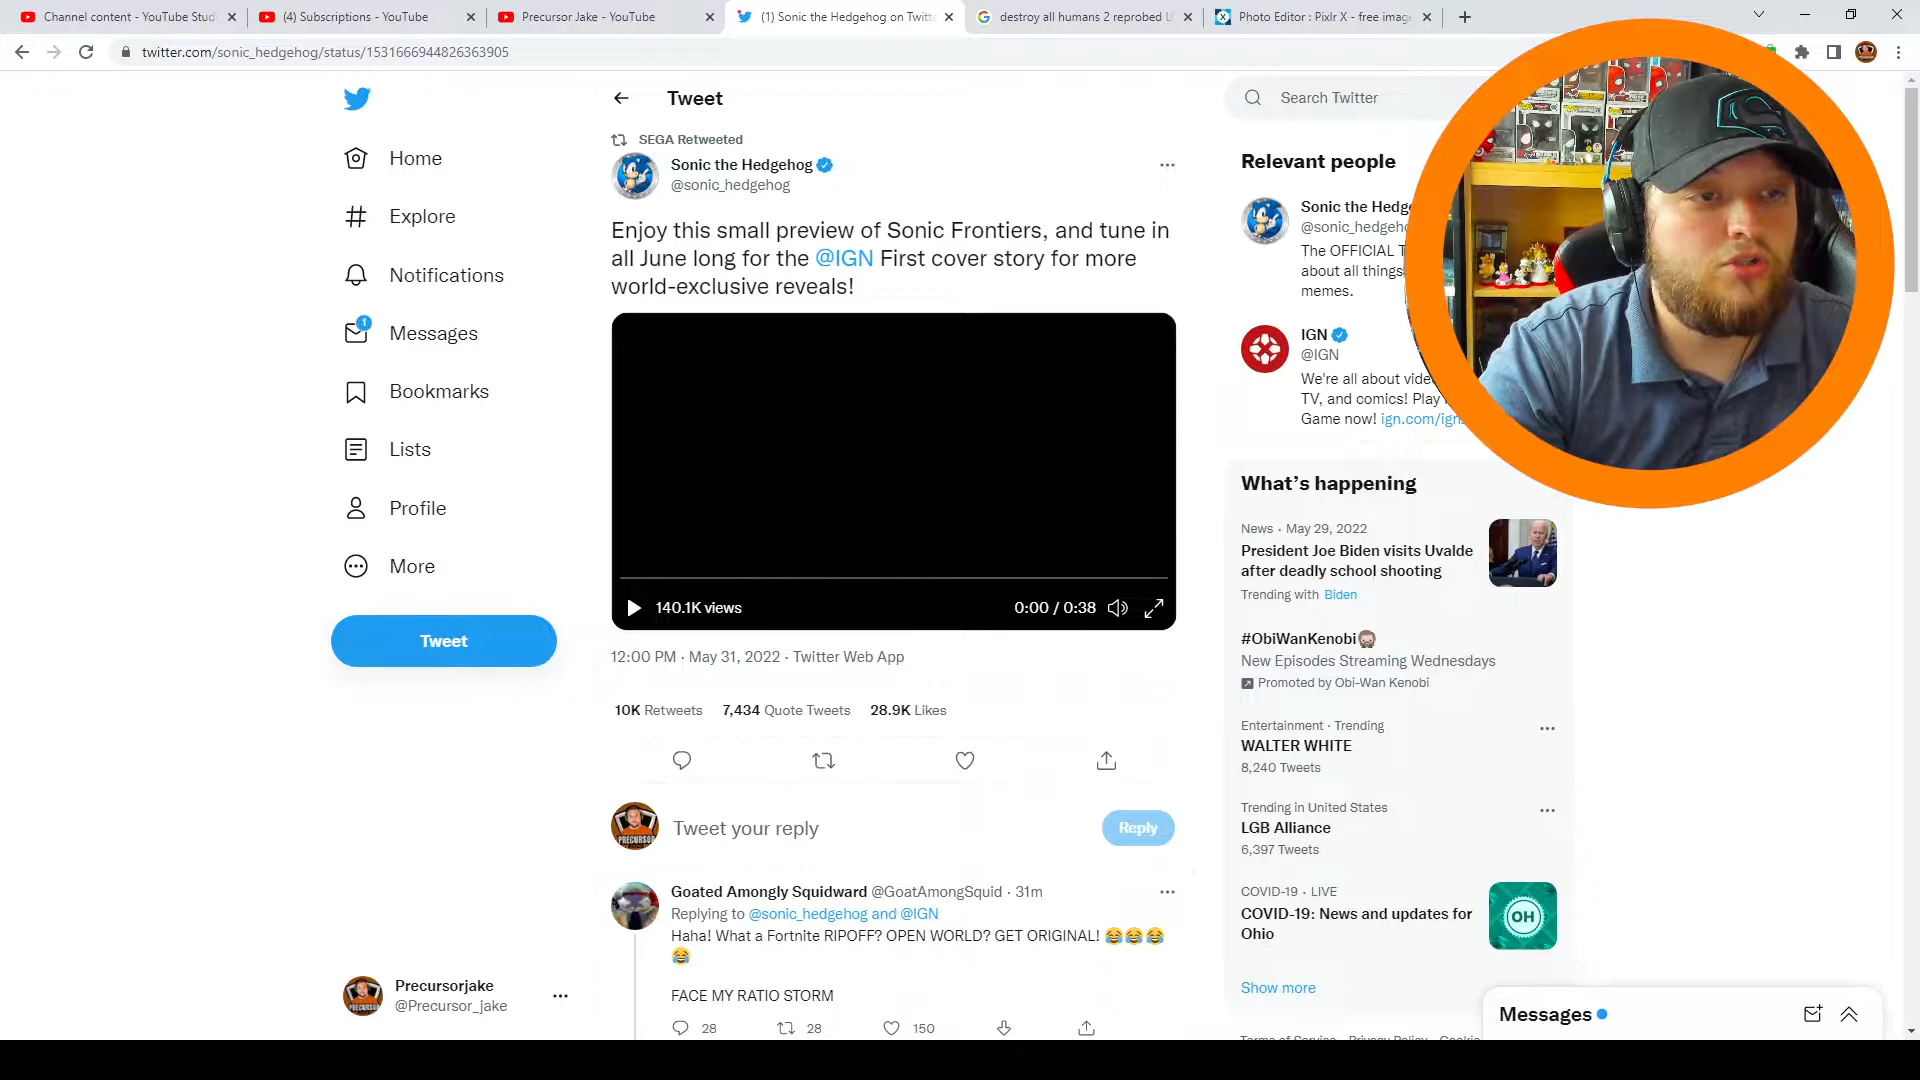 Channel content - YouTube Stud
(4) Subscriptions - YouTube
Precursor Jake - YouTube
(1) Sonic the Hedgehog on Twitt
destroy all humans 2 reprobed
Photo Editor : Pixlr X - free imag
twitter.com/sonic_hedgehog/status/1531666944826363905
Home
Explore
Notifications
1
Messages
Bookmarks
Lists
Profile
More
Tweet
Precursorjake
@Precursor_jake
Tweet
SEGA Retweeted
Sonic the Hedgehog
@sonic_hedgehog
Enjoy this small preview of Sonic Frontiers, and tune in
all June long for the @IGN First cover story for more
world-exclusive reveals!
140.1K views
0:00 / 0:38
12:00 PM · May 31, 2022 · Twitter Web App
10K Retweets 7,434 Quote Tweets 28.9K Likes
Tweet your reply
Reply
Goated Amongly Squidward @GoatAmongSquid · 31m
Replying to @sonic_hedgehog and @IGN
Haha! What a Fortnite RIPOFF? OPEN WORLD? GET ORIGINAL! 😂😂😂
😂
FACE MY RATIO STORM
28 28 150
Search Twitter
Relevant people
Sonic the Hedg
@sonic_hedgeho
The OFFICIAL T
about all things
memes.
IGN
@IGN
We're all about vide
TV, and comics! Play
Game now! ign.com/ign
What's happening
News · May 29, 2022
President Joe Biden visits Uvalde
after deadly school shooting
Trending with Biden
#ObiWanKenobi
New Episodes Streaming Wednesdays
Promoted by Obi-Wan Kenobi
Entertainment · Trending
WALTER WHITE
8,240 Tweets
Trending in United States
LGB Alliance
6,397 Tweets
COVID-19 · LIVE
COVID-19: News and updates for
Ohio
OH
Show more
Messages